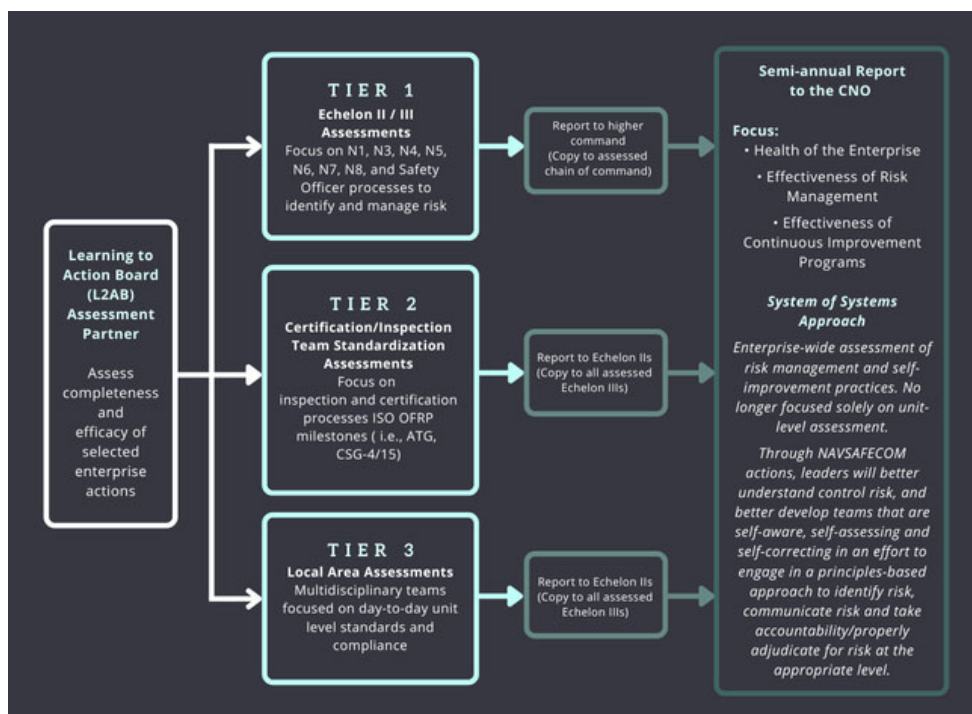 Learning to
Action Board
(L2AB)
Assessment
Partner
Assess
completeness
and
efficacy of
selected
enterprise
actions
TIER 1
Echelon II / III
Assessments
Focus on N1, N3, N4, N5,
N6, N7, N8, and Safety
Officer processes to
identify and manage risk
Report to higher
command
(Copy to assessed
chain of command)
TIER 2
Certification/Inspection
Team Standardization
Assessments
Focus on
inspection and certification
processes ISO OFRP
milestones ( i.e., ATG,
CSG-4/15)
Report to Echelon IIs
(Copy to all assessed
Echelon IIIs)
TIER 3
Local Area Assessments
Multidisciplinary teams
focused on day-to-day unit
level standards and
compliance
Report to Echelon IIs
(Copy to all assessed
Echelon IIIs)
Semi-annual Report
to the CNO
Focus:
• Health of the Enterprise
• Effectiveness of Risk
Management
• Effectiveness of
Continuous Improvement
Programs
System of Systems
Approach
Enterprise-wide assessment of
risk management and self-
improvement practices. No
longer focused solely on unit-
level assessment.
Through NAVSAFECOM
actions, leaders will better
understand control risk, and
better develop teams that are
self-aware, self-assessing and
self-correcting in an effort to
engage in a principles-based
approach to identify risk,
communicate risk and take
accountability/properly
adjudicate for risk at the
appropriate level.